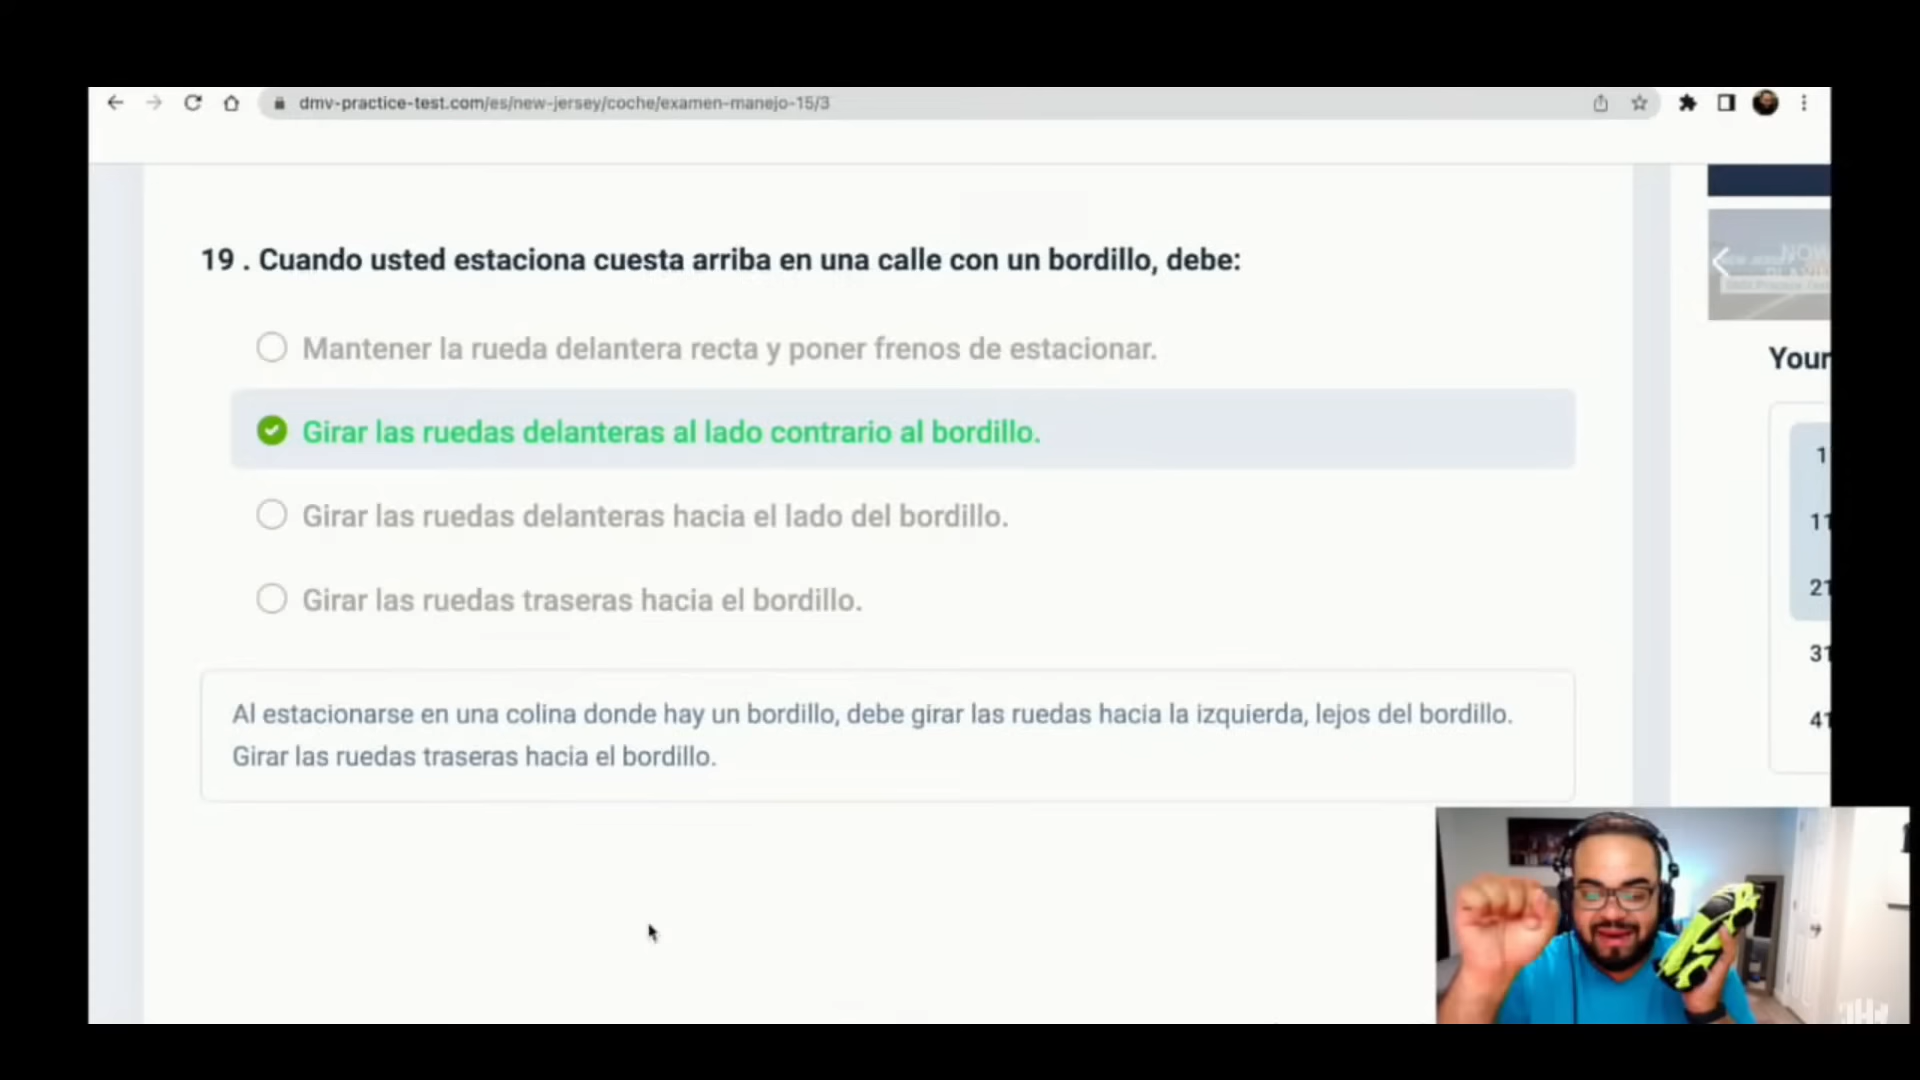 dmv-practice-test.com/es/new-jersey/coche/examen-manejo-15/3
19 . Cuando usted estaciona cuesta arriba en una calle con un bordillo, debe:
Mantener la rueda delantera recta y poner frenos de estacionar.
Girar las ruedas delanteras al lado contrario al bordillo.
Girar las ruedas delanteras hacia el lado del bordillo.
Girar las ruedas traseras hacia el bordillo.
Al estacionarse en una colina donde hay un bordillo, debe girar las ruedas hacia la izquierda, lejos del bordillo.
Girar las ruedas traseras hacia el bordillo.
NOW
Your
1
11
21
31
41